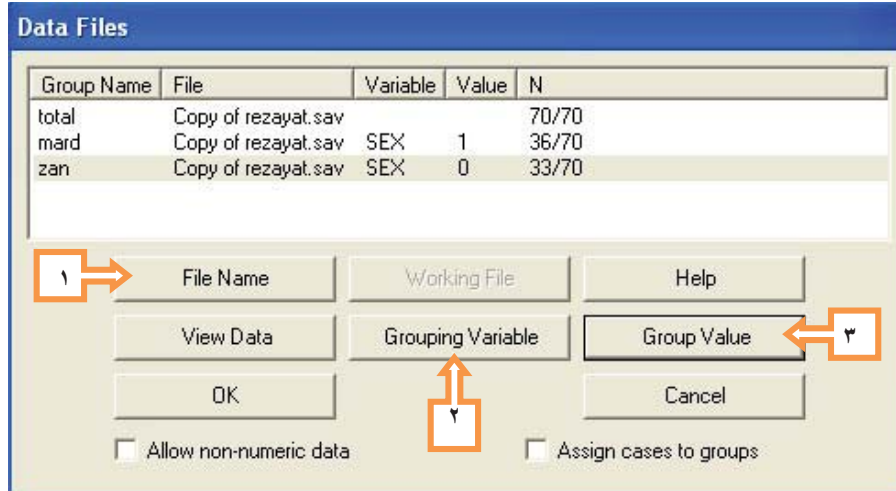 Data Files
Group Name File Variable Value N
total Copy of rezayat.sav 70/70
mard Copy of rezayat.sav SEX 1 36/70
zan Copy of rezayat.sav SEX 0 33/70
۱ File Name Working File Help
View Data Grouping Variable Group Value ۳
OK ۲ Cancel
Allow non-numeric data Assign cases to groups